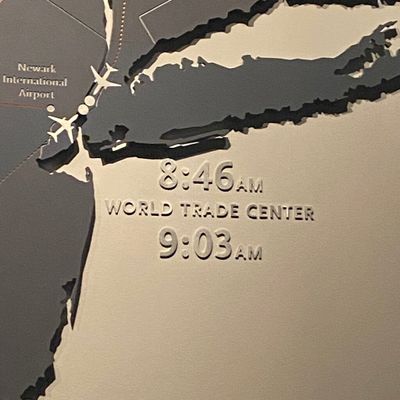 Newark
International
Airport
8:46AM
WORLD TRADE CENTER
9:03AM